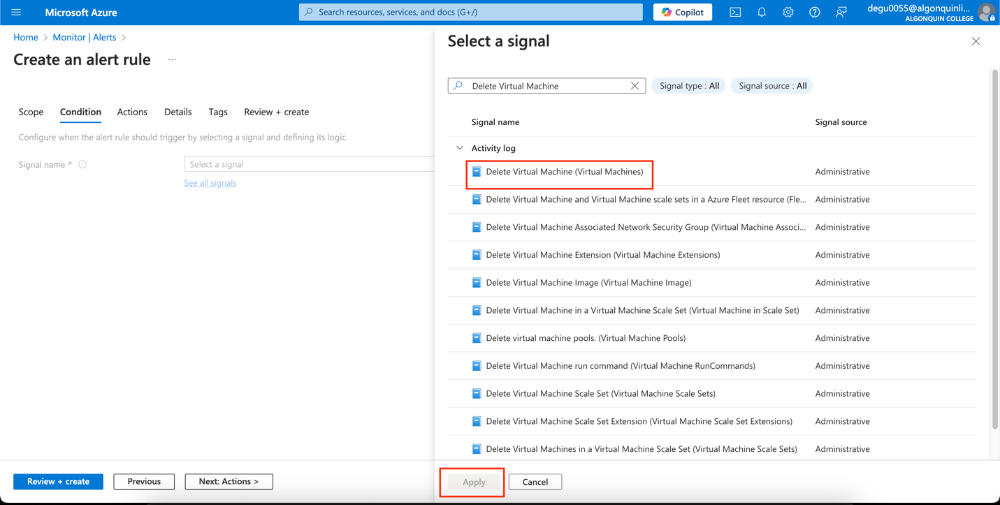 Microsoft Azure
Search resources, services, and docs (G+/)
Copilot
degu0055@algonquinli...
ALGONQUIN COLLEGE
Home > Monitor | Alerts >
Create an alert rule ...
Scope Condition Actions Details Tags Review + create
Configure when the alert rule should trigger by selecting a signal and defining its logic.
Signal name * Select a signal
See all signals
Review + create Previous Next: Actions >
Select a signal
Delete Virtual Machine Signal type : All Signal source : All
Signal name Signal source
Activity log
Delete Virtual Machine (Virtual Machines) Administrative
Delete Virtual Machine and Virtual Machine scale sets in a Azure Fleet resource (Fle... Administrative
Delete Virtual Machine Associated Network Security Group (Virtual Machine Associ... Administrative
Delete Virtual Machine Extension (Virtual Machine Extensions) Administrative
Delete Virtual Machine Image (Virtual Machine Image) Administrative
Delete Virtual Machine in a Virtual Machine Scale Set (Virtual Machine in Scale Set) Administrative
Delete virtual machine pools. (Virtual Machine Pools) Administrative
Delete Virtual Machine run command (Virtual Machine RunCommands) Administrative
Delete Virtual Machine Scale Set (Virtual Machine Scale Sets) Administrative
Delete Virtual Machine Scale Set Extension (Virtual Machine Scale Set Extensions) Administrative
Delete Virtual Machines in a Virtual Machine Scale Set (Virtual Machine Scale Sets) Administrative
Apply Cancel